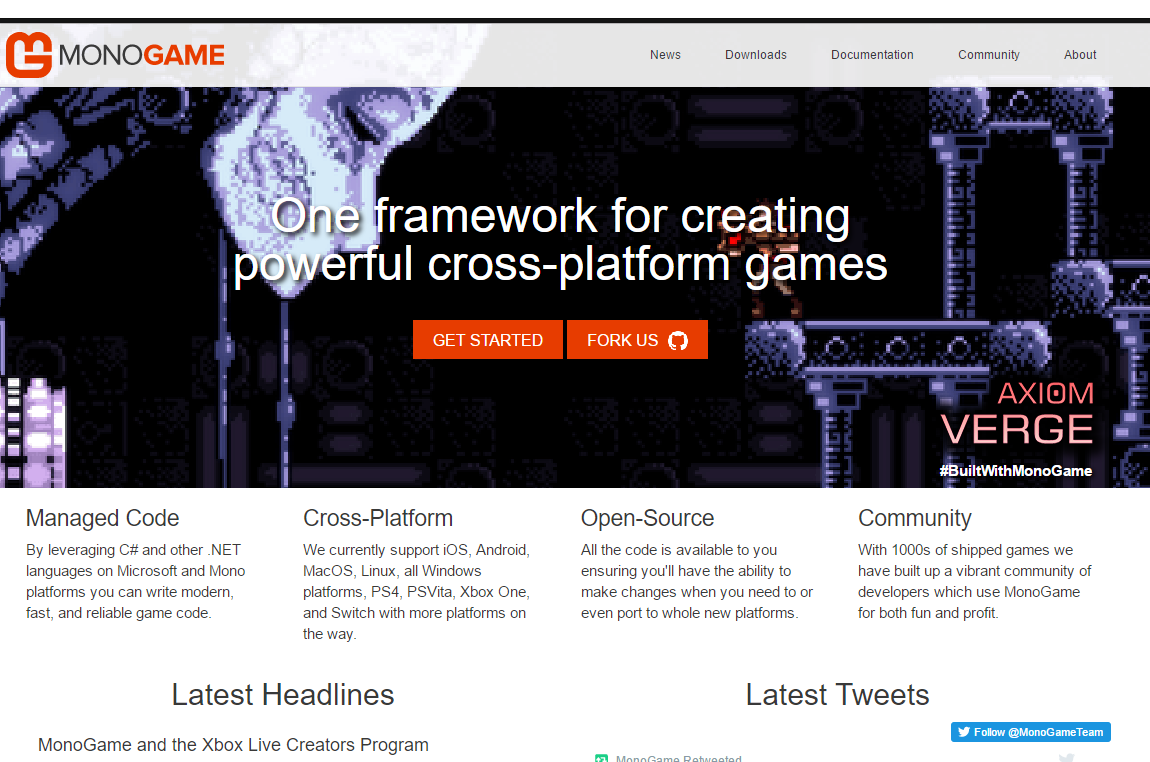 MONOGAME
News
Downloads
Documentation
Community
About
One framework for creating
powerful cross-platform games
GET STARTED
FORK US
AXIOM
VERGE
#BuiltWithMonoGame
Managed Code
By leveraging C# and other .NET
languages on Microsoft and Mono
platforms you can write modern,
fast, and reliable game code.
Cross-Platform
We currently support iOS, Android,
MacOS, Linux, all Windows
platforms, PS4, PSVita, Xbox One,
and Switch with more platforms on
the way.
Open-Source
All the code is available to you
ensuring you'll have the ability to
make changes when you need to or
even port to whole new platforms.
Community
With 1000s of shipped games we
have built up a vibrant community of
developers which use MonoGame
for both fun and profit.
Latest Headlines
MonoGame and the Xbox Live Creators Program
Latest Tweets
Follow @MonoGameTeam
MonoGame Retweeted